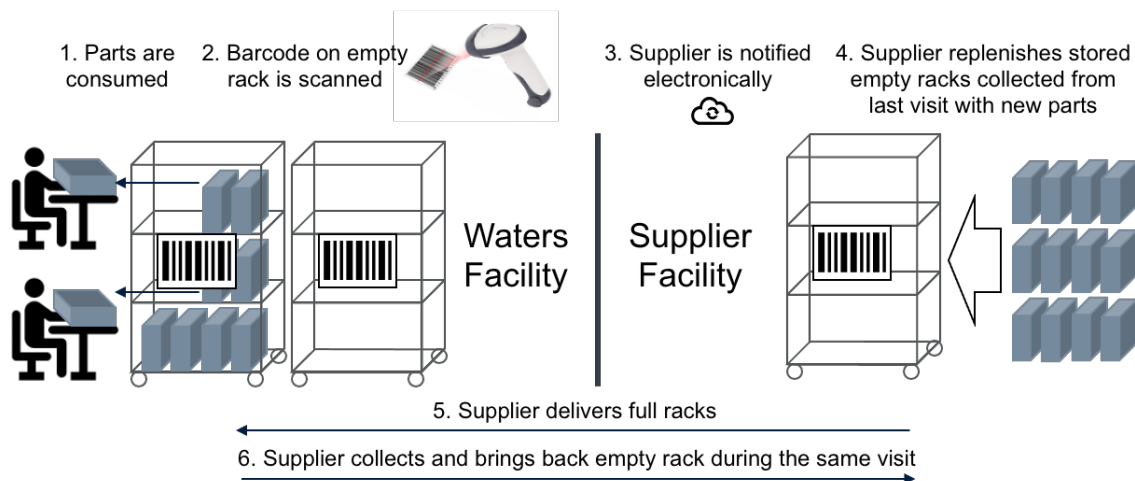 1. Parts are
consumed
2. Barcode on empty
rack is scanned
3. Supplier is notified
electronically
4. Supplier replenishes stored
empty racks collected from
last visit with new parts
Waters
Facility
Supplier
Facility
5. Supplier delivers full racks
6. Supplier collects and brings back empty rack during the same visit